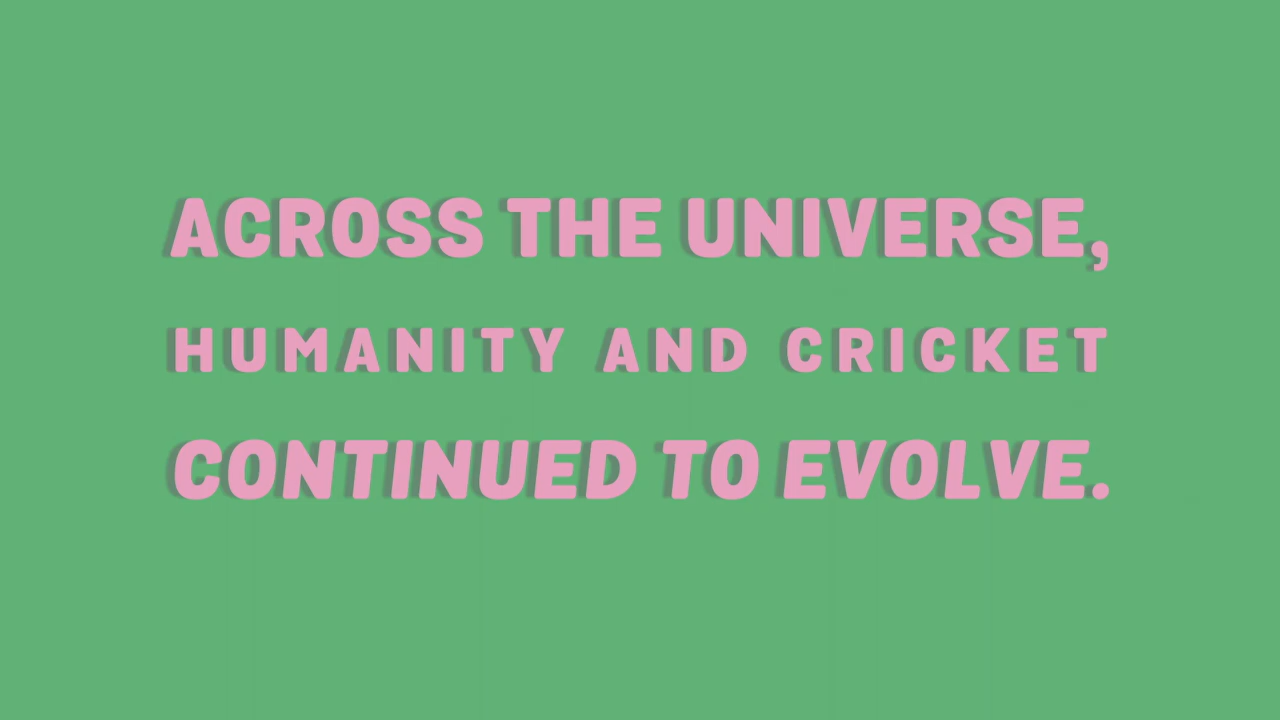 ACROSS THE UNIVERSE,
HUMANITY AND CRICKET
CONTINUED TO EVOLVE.